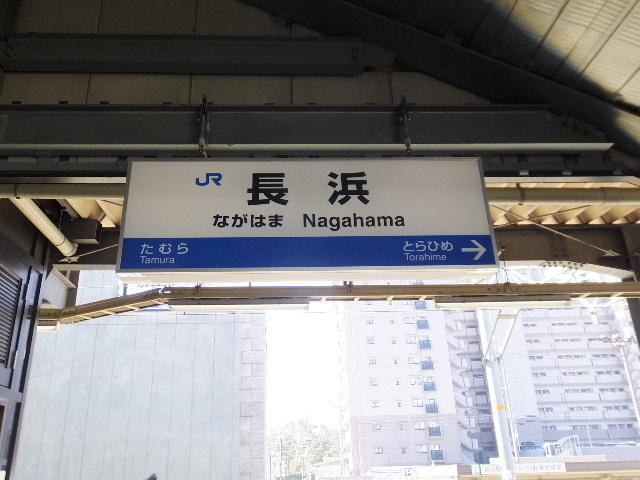 JR 長浜
ながはま Nagahama
たむら とらひめ →
Tamura Torahime